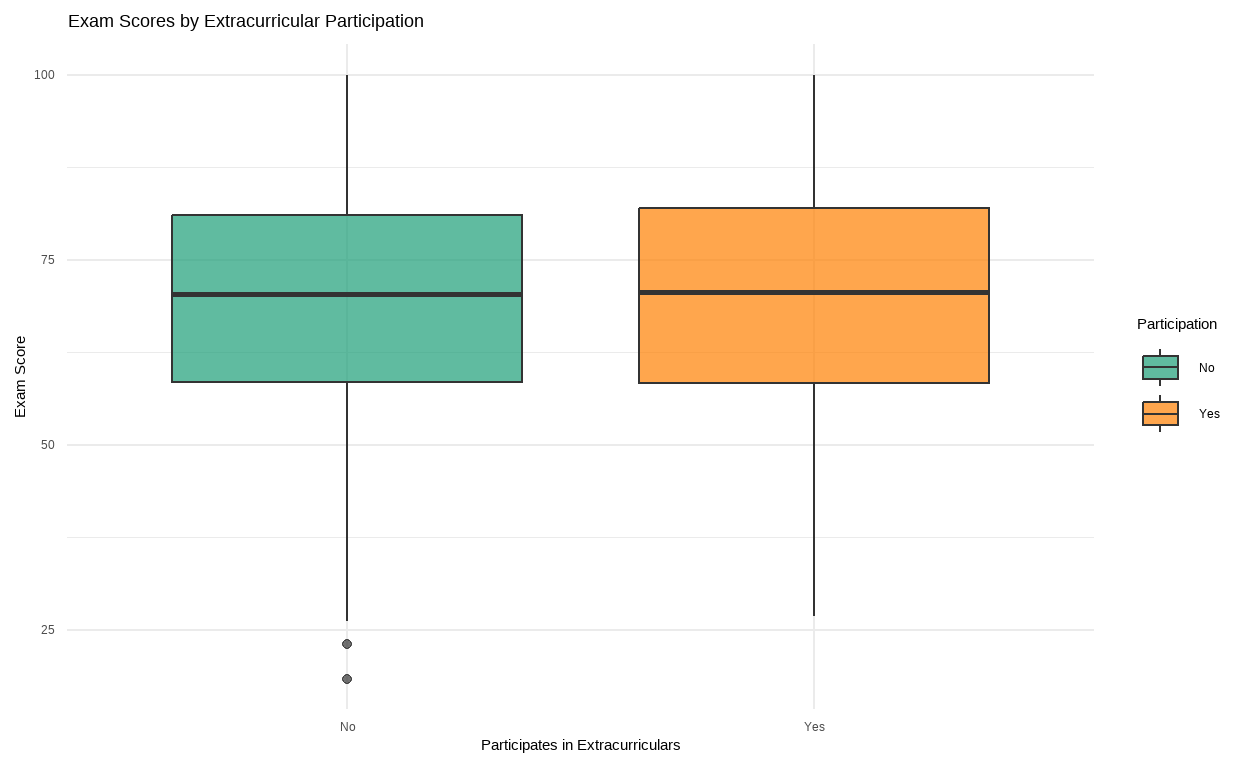 Exam Scores by Extracurricular Participation
100
75
50
25
Exam Score
No
Yes
Participates in Extracurriculars
Participation
No
Yes